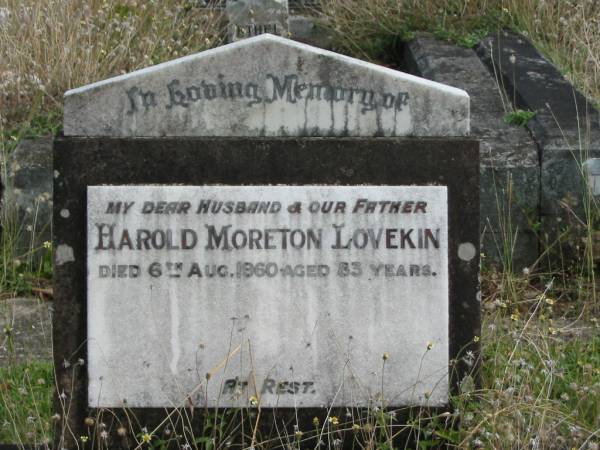 ETHEL
In Loving Memory of
MY DEAR HUSBAND & OUR FATHER
HAROLD MORETON LOVEKIN
DIED 6TH AUG. 1960 AGED 83 YEARS.
AT REST.